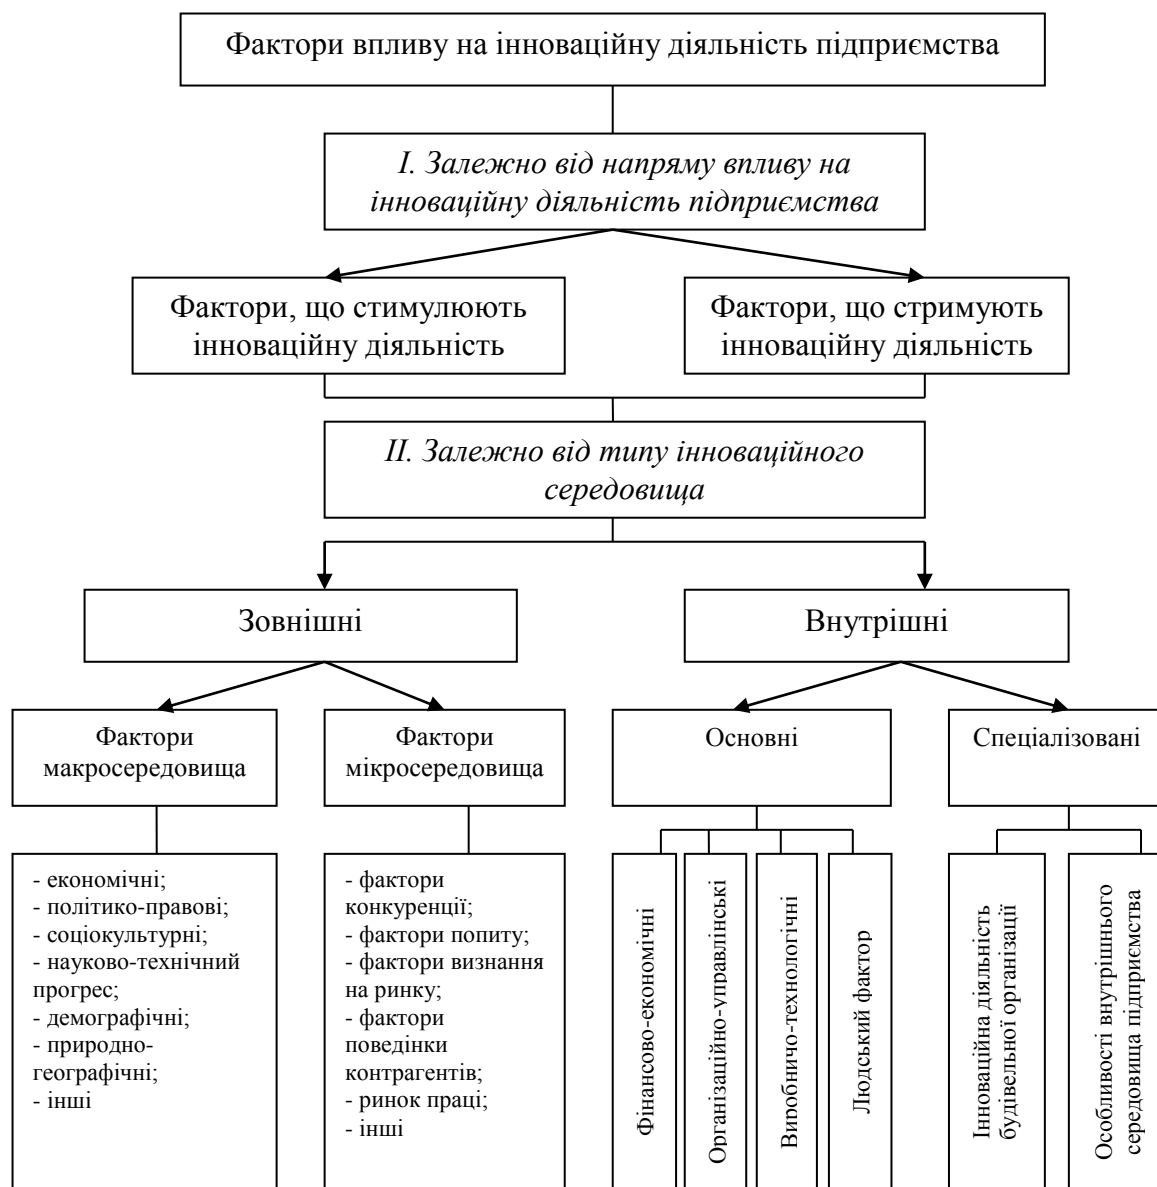 Фактори впливу на інноваційну діяльність підприємства
І. Залежно від напряму впливу на
інноваційну діяльність підприємства
Фактори, що стимулюють
інноваційну діяльність
Фактори, що стримують
інноваційну діяльність
ІІ. Залежно від типу інноваційного
середовища
Зовнішні
Внутрішні
Фактори
макросередовища
Фактори
мікросередовища
Основні
Спеціалізовані
- економічні;
- політико-правові;
- соціокультурні;
- науково-технічний
прогрес;
- демографічні;
- природно-
географічні;
- інші
- фактори
конкуренції;
- фактори попиту;
- фактори визнання
на ринку;
- фактори
поведінки
контрагентів;
- ринок праці;
- інші
Фінансово-економічні
Організаційно-управлінські
Виробничо-технологічні
Людський фактор
Інноваційна діяльність
будівельної організації
Особливості внутрішнього
середовища підприємства